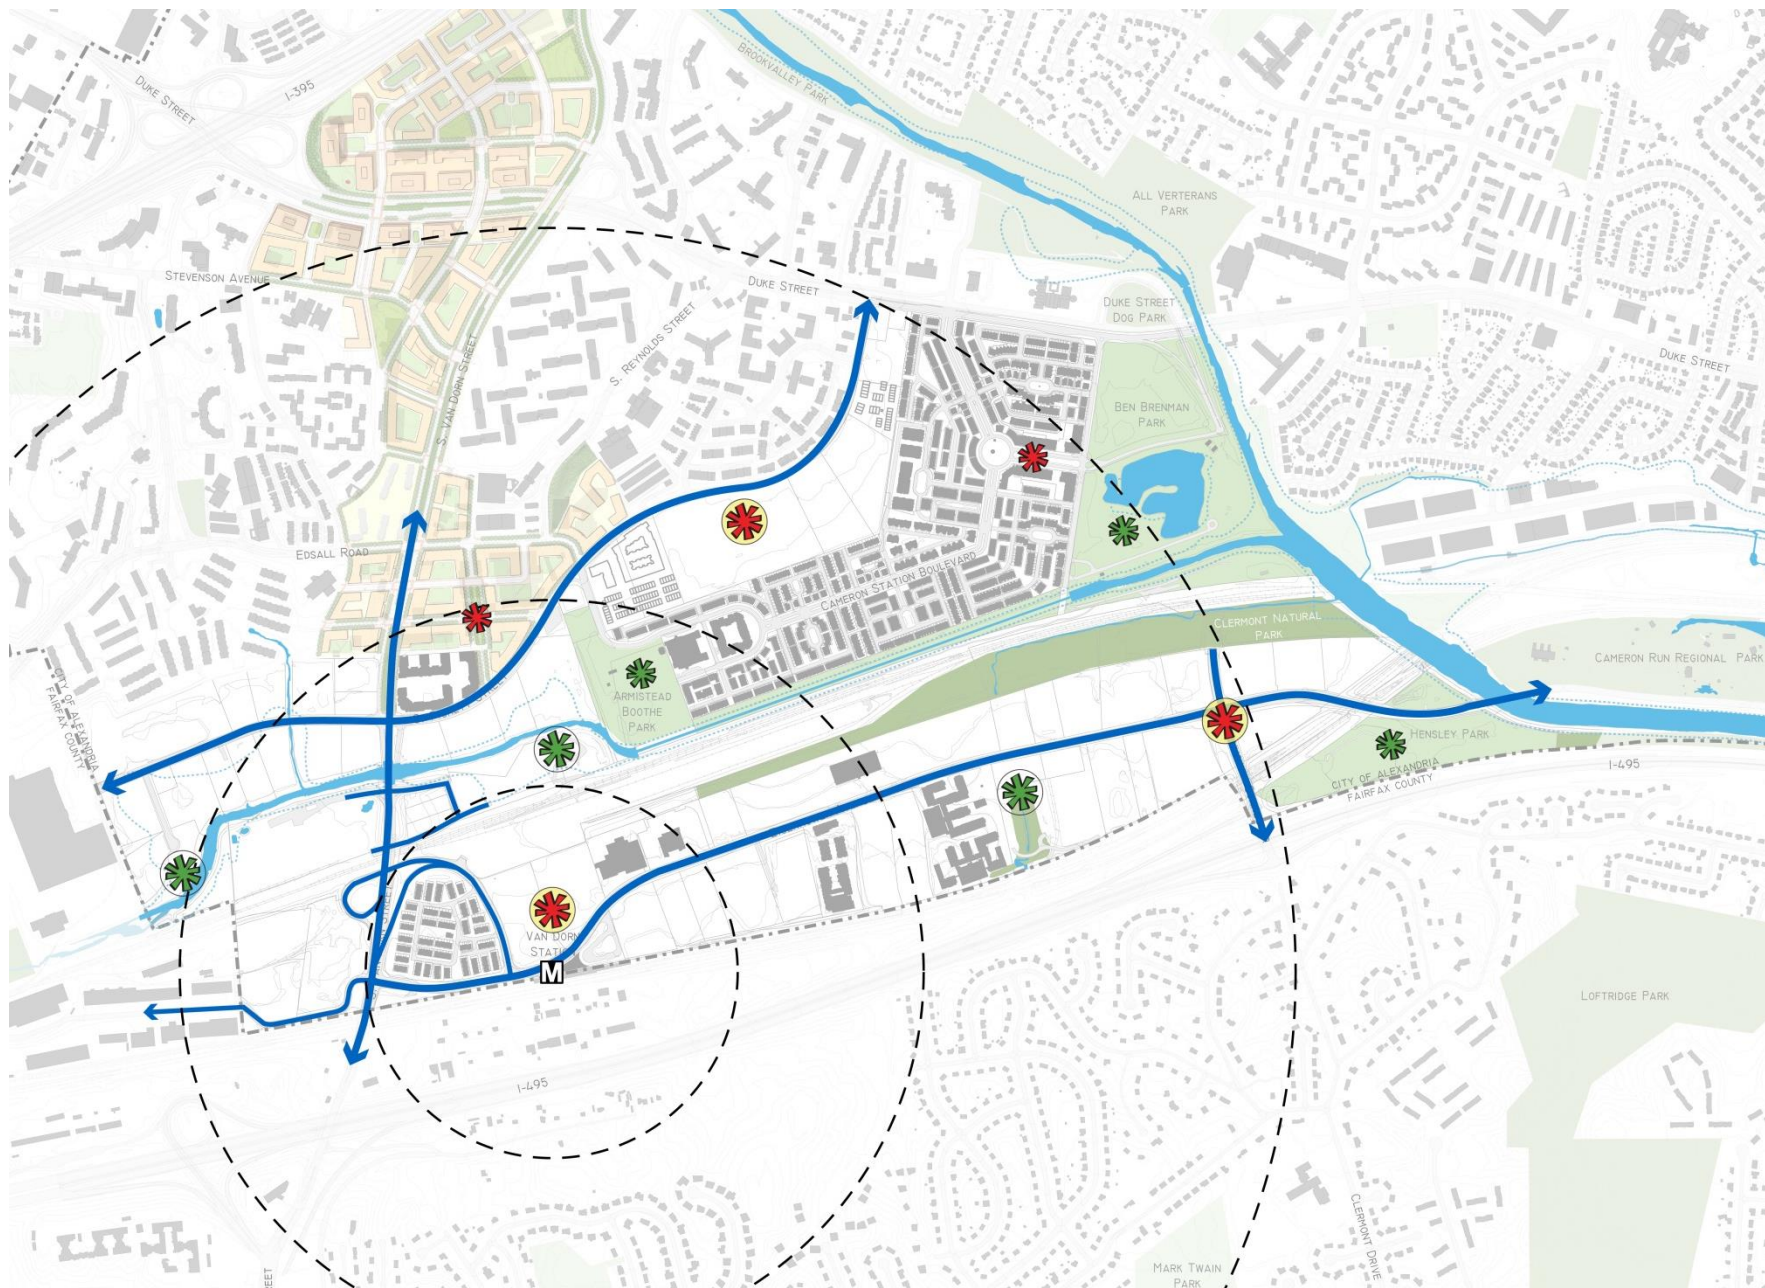 BROOKVALLEY PARK
DUKE STREET
I-395
ALL VERTERANS
PARK
STEVENSON AVENUE
DUKE STREET
DUKE STREET
DOG PARK
S. REYNOLDS STREET
S. VAN DORN STREET
DUKE STREET
BEN BRENMAN
PARK
EDSALL ROAD
CAMERON STATION BOULEVARD
CLERMONT NATURAL
PARK
CAMERON RUN REGIONAL PARK
CITY OF ALEXANDRIA
FAIRFAX COUNTY
ARMISTEAD
BOOTHE
PARK
HENSLEY PARK
CITY OF ALEXANDRIA
FAIRFAX COUNTY
I-495
VAN DORN
STATION
M
LOFTRIDGE PARK
I-495
CLERMONT DRIVE
MARK TWAIN
PARK